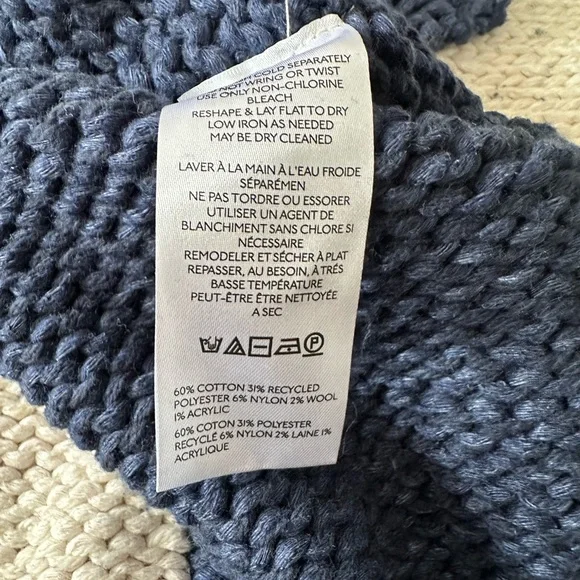 COLD SEPARATELY
NOT WRING OR TWIST
USE ONLY NON-CHLORINE
BLEACH
RESHAPE & LAY FLAT TO DRY
LOW IRON AS NEEDED
MAY BE DRY CLEANED
LAVER À LA MAIN À L'EAU FROIDE
SÉPARÉMEN
NE PAS TORDRE OU ESSORER
UTILISER UN AGENT DE
BLANCHIMENT SANS CHLORE SI
NÉCESSAIRE
REMODELER ET SÉCHER À PLAT
REPASSER, AU BESOIN, À TRÉS
BASSE TEMPÉRATURE
PEUT-ÊTRE ÊTRE NETTOYÉE
A SEC
P
60% COTTON 31% RECYCLED
POLYESTER 6% NYLON 2% WOOL
1% ACRYLIC
60% COTON 31% POLYESTER
RECYCLÉ 6% NYLON 2% LAINE 1%
ACRYLIQUE